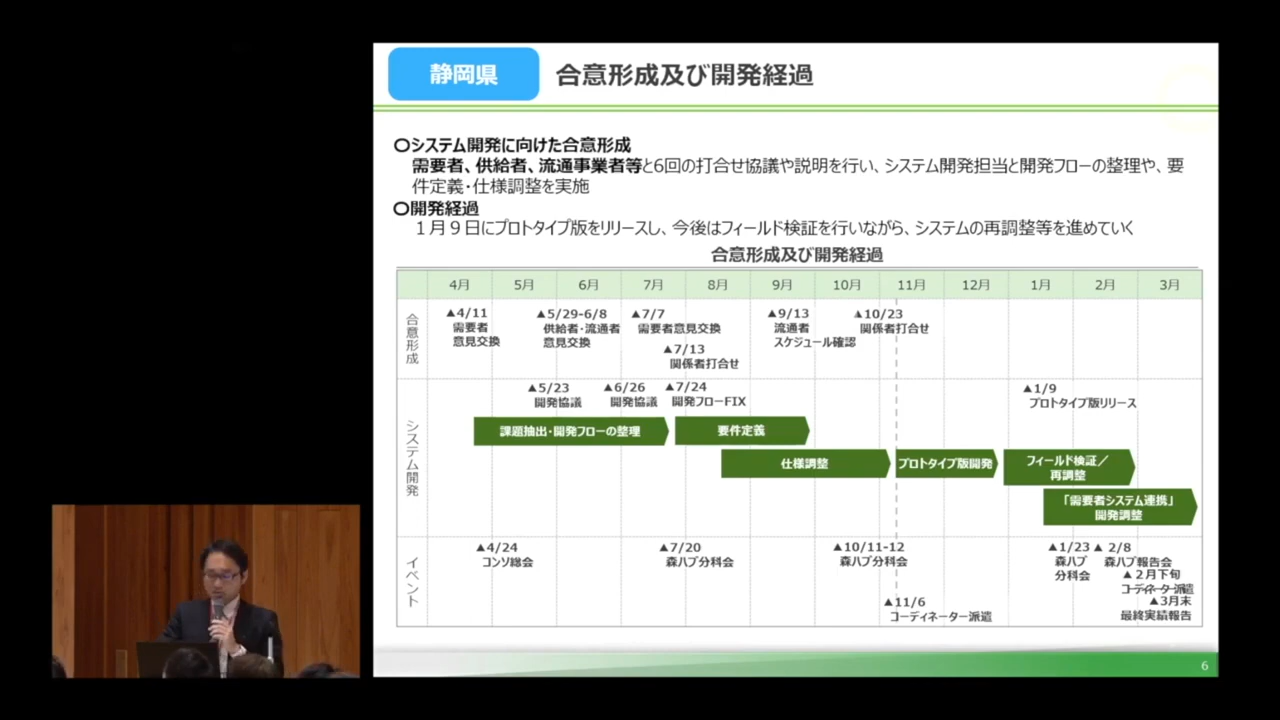 静岡県
合意形成及び開発経過
〇システム開発に向けた合意形成
需要者、供給者、流通事業者等と6回の打合せ協議や説明を行い、システム開発担当と開発フローの整理や、要
件定義・仕様調整を実施
〇開発経過
１月９日にプロトタイプ版をリリースし、今後はフィールド検証を行いながら、システムの再調整等を進めていく
合意形成及び開発経過
4月 5月 6月 7月 8月 9月 10月 11月 12月 1月 2月 3月
合意形成
▲4/11
需要者
意見交換
▲5/29-6/8
供給者・流通者
意見交換
▲7/7
需要者意見交換
▲7/13
関係者打合せ
▲9/13
流通者
スケジュール確認
▲10/23
関係者打合せ
システム開発
▲5/23
開発協議
▲6/26
開発協議
▲7/24
開発フローFIX
▲1/9
プロトタイプ版リリース
課題抽出・開発フローの整理
要件定義
仕様調整
プロトタイプ版開発
フィールド検証／
再調整
「需要者システム連携」
開発調整
イベント
▲4/24
コンソ総会
▲7/20
森ハブ分科会
▲10/11-12
森ハブ分科会
▲11/6
コーディネーター派遣
▲1/23
森ハブ
分科会
▲ 2/8
森ハブ報告会
▲２月下旬
コーディネーター派遣
▲3月末
最終実績報告
6